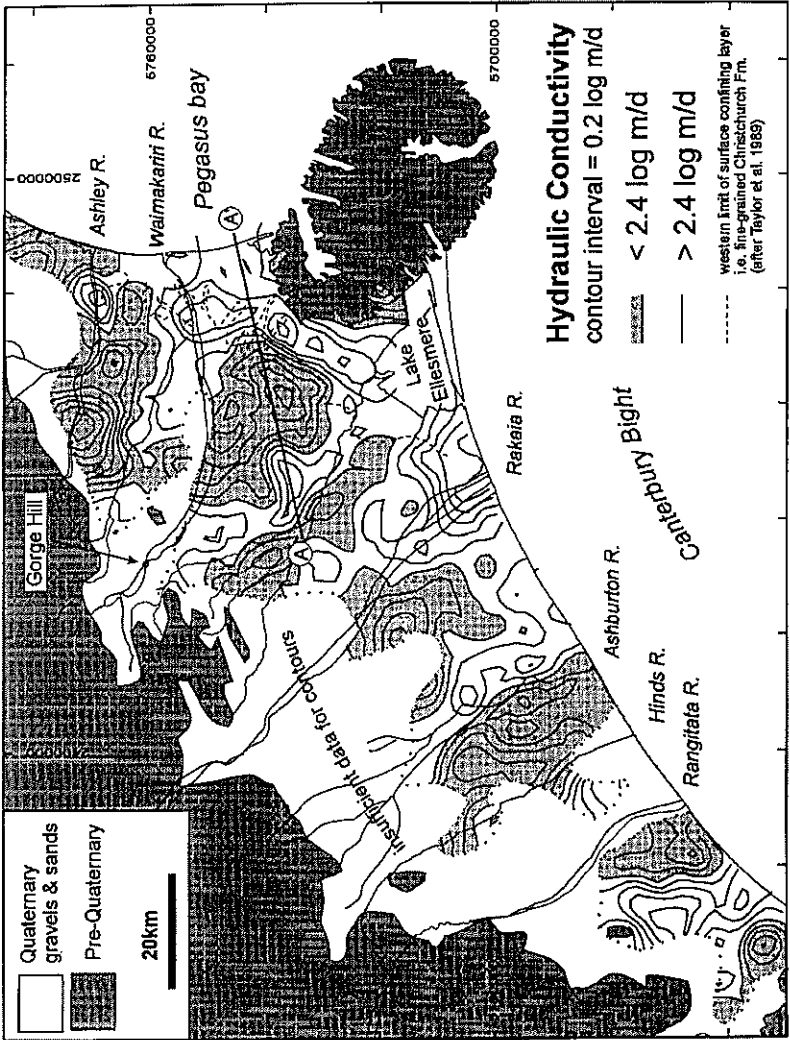 Quaternary
gravels & sands
Pre-Quaternary
20km
Gorge Hill
Ashley R.
Waimakariri R.
Pegasus bay
2500000
5760000
5700000
A
A'
insufficient data for contours
Lake
Ellesmere
Rakaia R.
Ashburton R.
Hinds R.
Rangitata R.
Canterbury Bight
Hydraulic Conductivity
contour interval = 0.2 log m/d
< 2.4 log m/d
> 2.4 log m/d
western limit of surface confining layer
i.e. fine-grained Christchurch Fm.
(after Taylor et al. 1989)